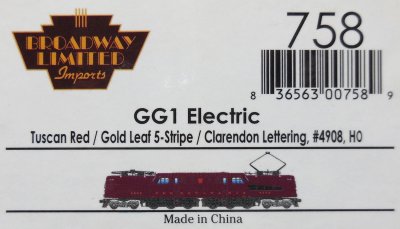 BROADWAY
LIMITED
Imports
758
8 36563 00758 9
GG1 Electric
Tuscan Red / Gold Leaf 5-Stripe / Clarendon Lettering, #4908, HO
Made in China